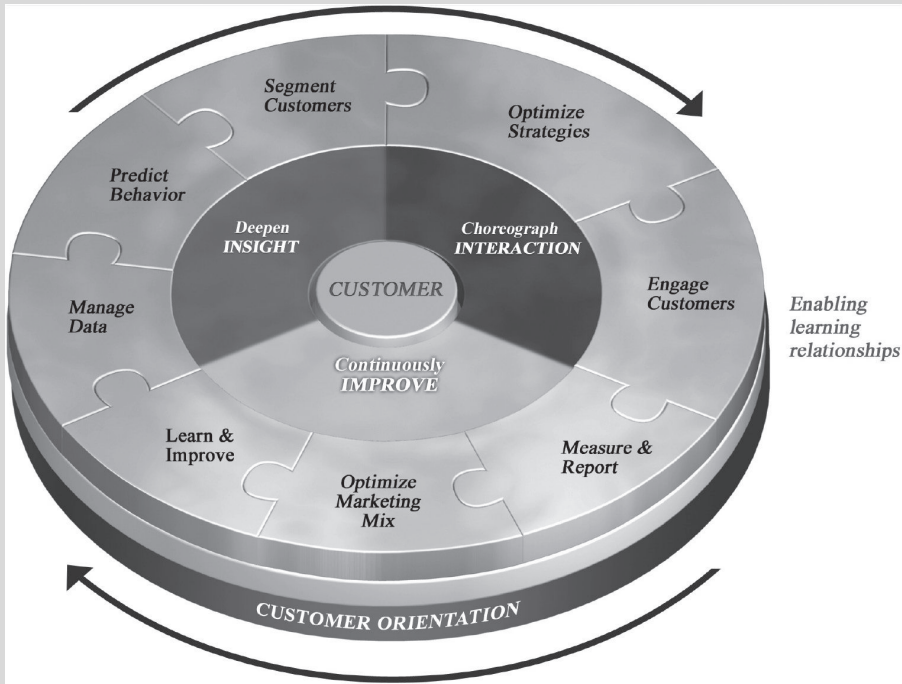 Segment
Customers
Optimize
Strategies
Predict
Behavior
Deepen
INSIGHT
Choreograph
INTERACTION
CUSTOMER
Engage
Customers
Manage
Data
Enabling
learning
relationships
Continuously
IMPROVE
Learn &
Improve
Measure &
Report
Optimize
Marketing
Mix
CUSTOMER ORIENTATION